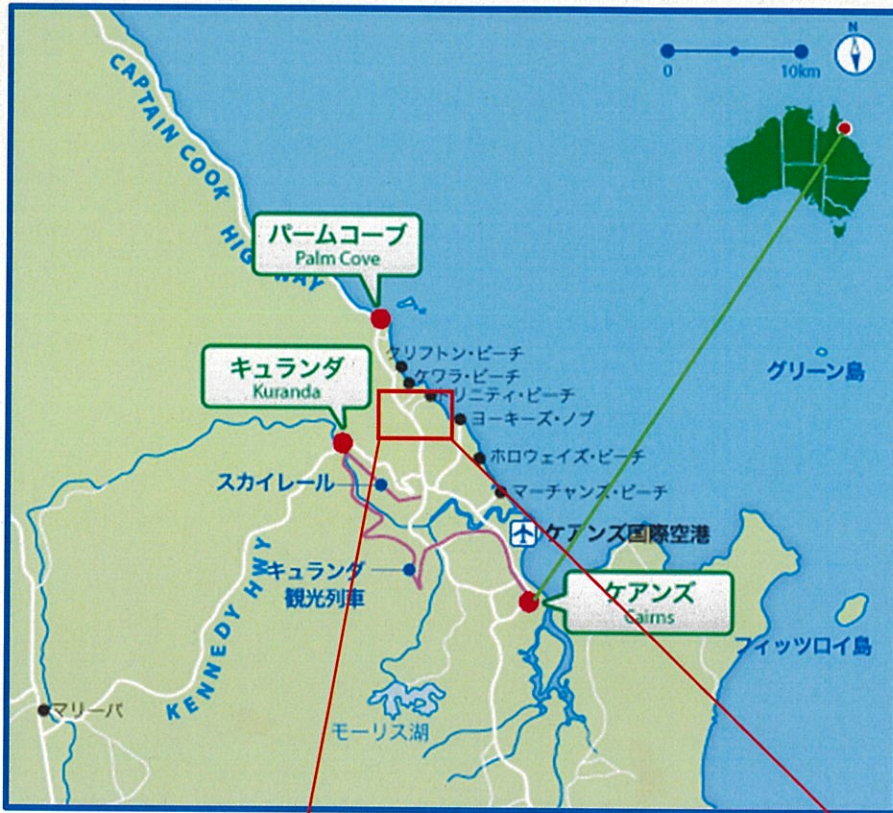 N
0 10km
CAPTAIN COOK HIGHWAY
パームコーブ
Palm Cove
クリフトン・ビーチ
ケワラ・ビーチ
トリニティ・ビーチ
グリーン島
キュランダ
Kuranda
ヨーキーズ・ノブ
ホロウェイズ・ビーチ
スカイレール
マーチャンズ・ビーチ
ケアンズ国際空港
キュランダ
観光列車
KENNEDY HWY
ケアンズ
Cairns
フィッツロイ島
マリーバ
モーリス湖